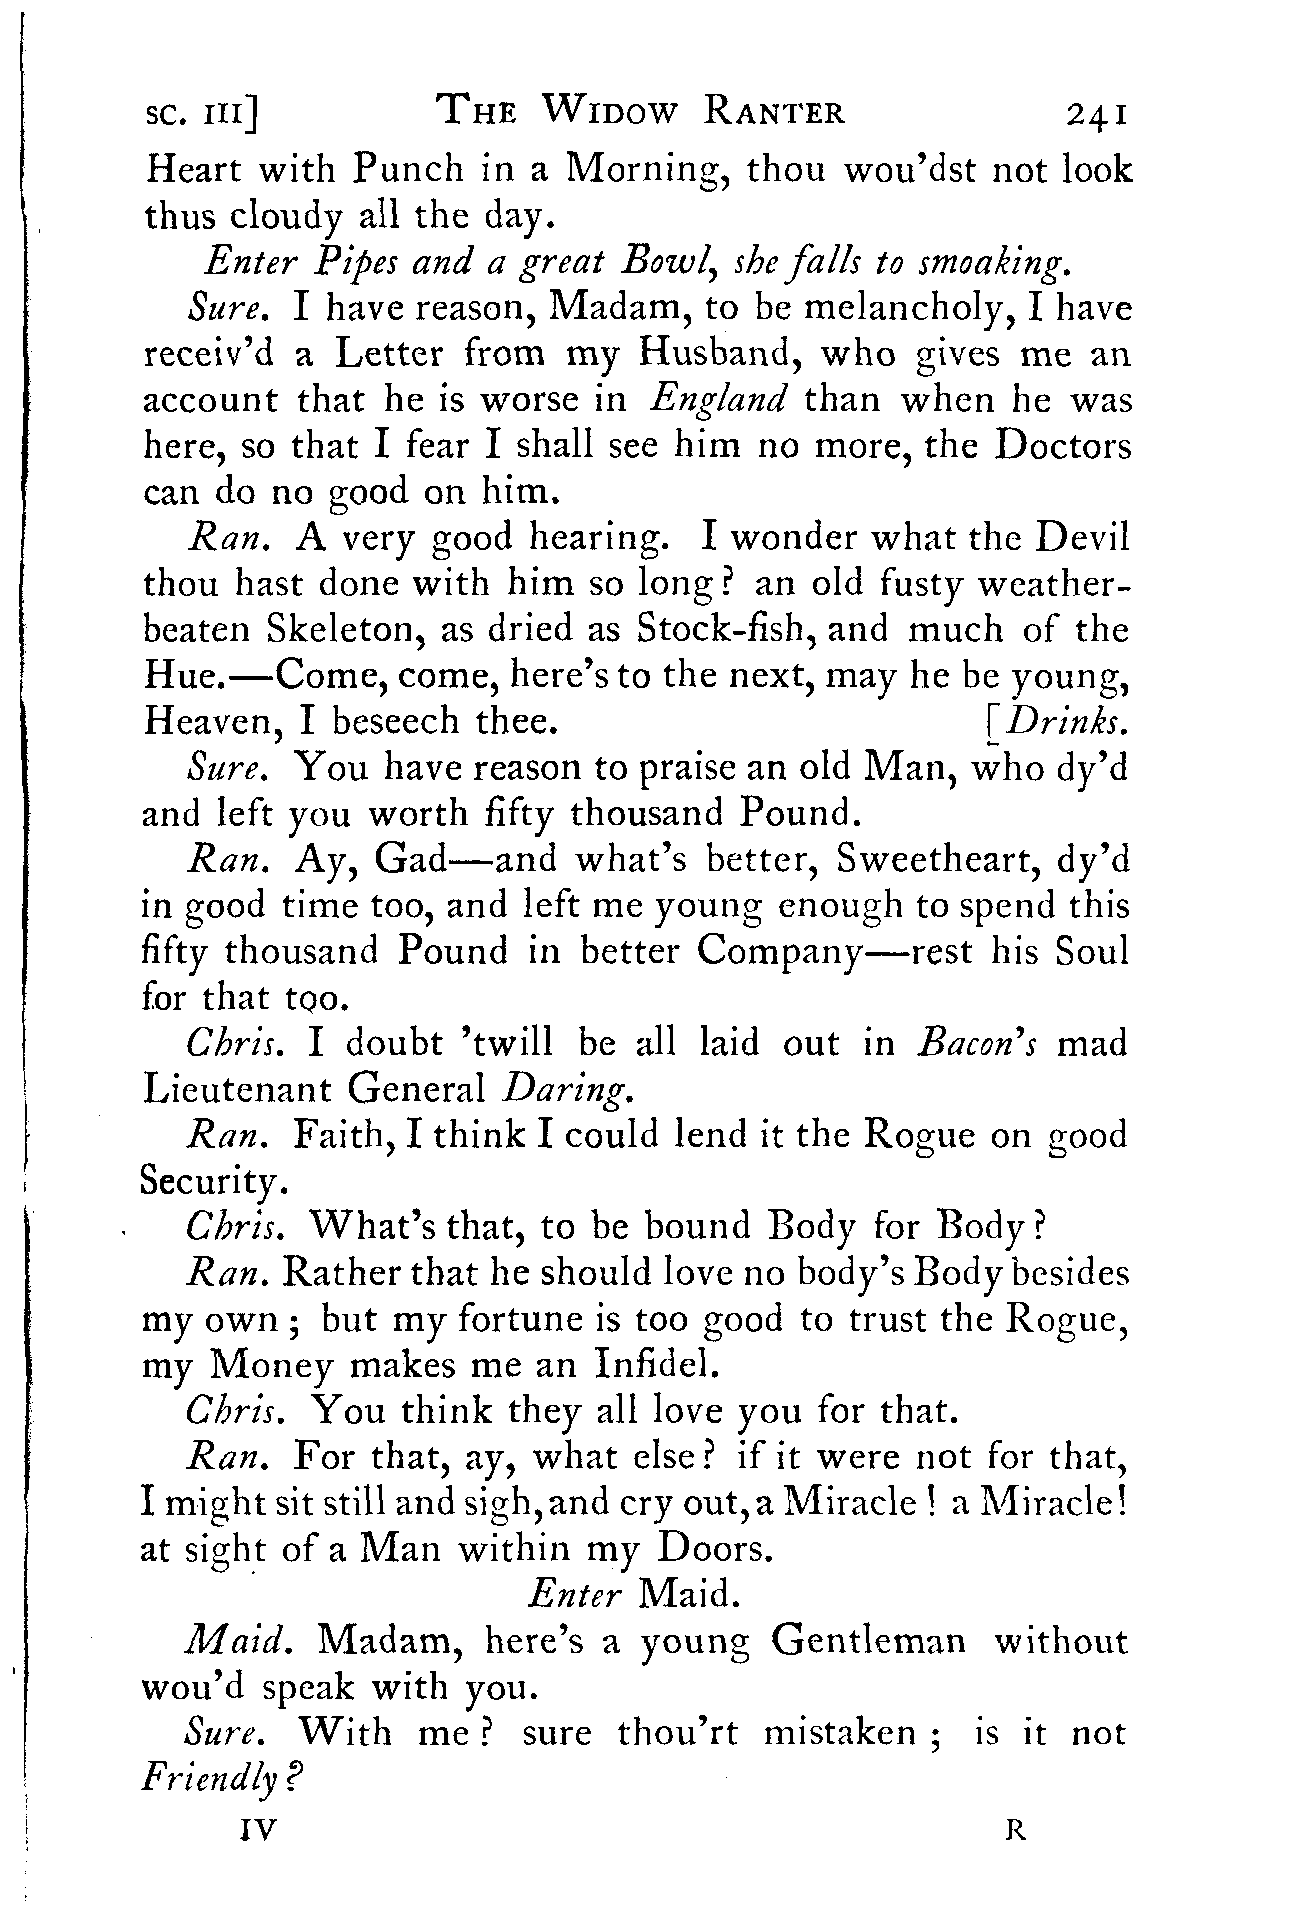 SC. III] THE WIDOW RANTER 241
Heart with Punch in a Morning, thou wou'dst not look
thus cloudy all the day.
Enter Pipes and a great Bowl, she falls to smoaking.
Sure. I have reason, Madam, to be melancholy, I have
receiv'd a Letter from my Husband, who gives me an
account that he is worse in England than when he was
here, so that I fear I shall see him no more, the Doctors
can do no good on him.
Ran. A very good hearing. I wonder what the Devil
thou hast done with him so long? an old fusty weather-
beaten Skeleton, as dried as Stock-fish, and much of the
Hue.—Come, come, here's to the next, may he be young,
Heaven, I beseech thee. [Drinks.
Sure. You have reason to praise an old Man, who dy'd
and left you worth fifty thousand Pound.
Ran. Ay, Gad—and what's better, Sweetheart, dy'd
in good time too, and left me young enough to spend this
fifty thousand Pound in better Company—rest his Soul
for that too.
Chris. I doubt 'twill be all laid out in Bacon's mad
Lieutenant General Daring.
Ran. Faith, I think I could lend it the Rogue on good
Security.
Chris. What's that, to be bound Body for Body?
Ran. Rather that he should love no body's Body besides
my own; but my fortune is too good to trust the Rogue,
my Money makes me an Infidel.
Chris. You think they all love you for that.
Ran. For that, ay, what else? if it were not for that,
I might sit still and sigh, and cry out, a Miracle! a Miracle!
at sight of a Man within my Doors.
Enter Maid.
Maid. Madam, here's a young Gentleman without
wou'd speak with you.
Sure. With me? sure thou'rt mistaken; is it not
Friendly?
IV R